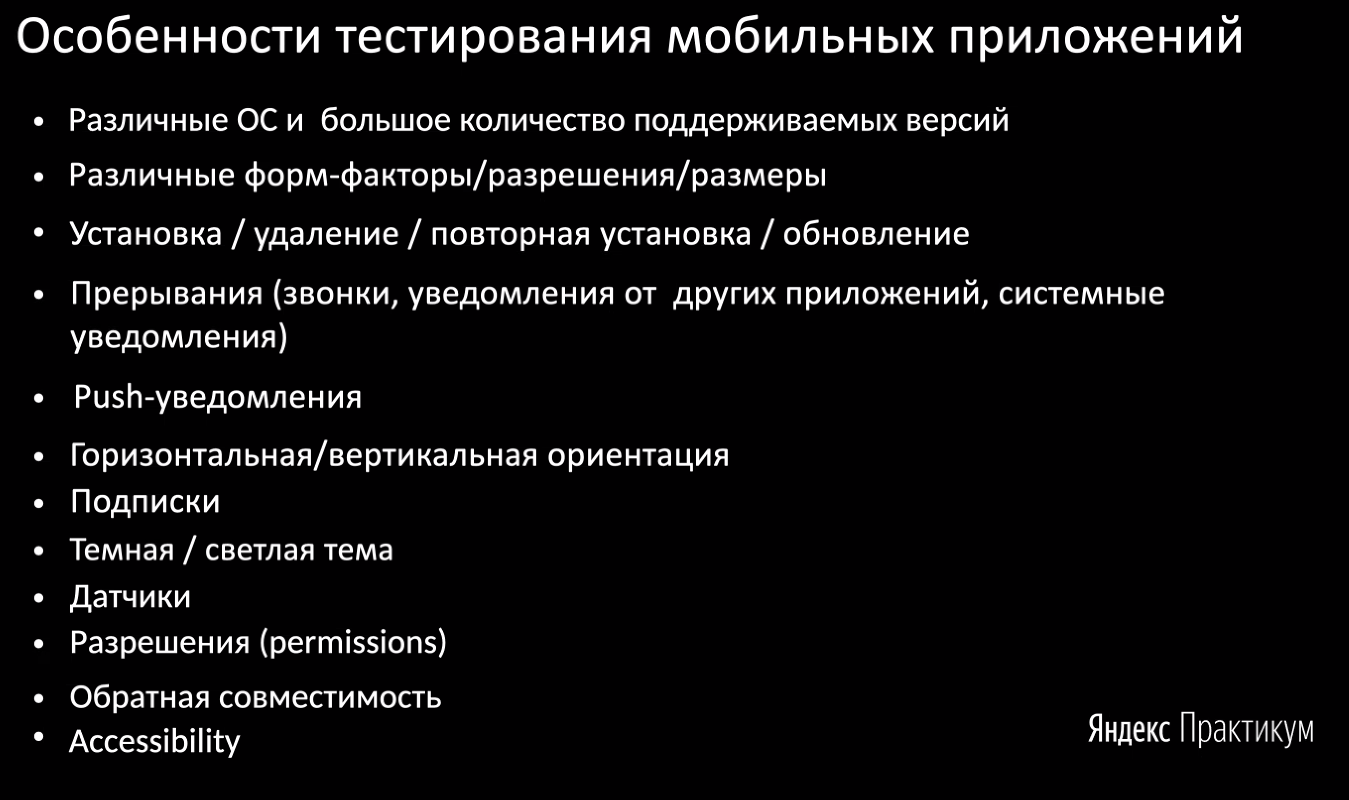 Особенности тестирования мобильных приложений
• Различные ОС и большое количество поддерживаемых версий
• Различные форм-факторы/разрешения/размеры
• Установка / удаление / повторная установка / обновление
• Прерывания (звонки, уведомления от других приложений, системные
уведомления)
• Push-уведомления
• Горизонтальная/вертикальная ориентация
• Подписки
• Темная / светлая тема
• Датчики
• Разрешения (permissions)
• Обратная совместимость
• Accessibility
Яндекс Практикум